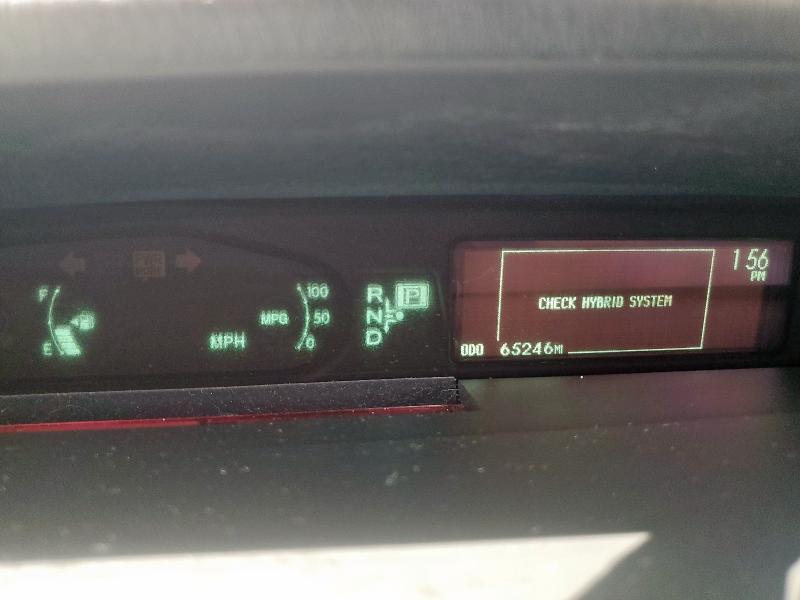 F
E
MPH
100
MPG 50
0
R P
N
D
1:56
PM
CHECK HYBRID SYSTEM
ODO 65246MI